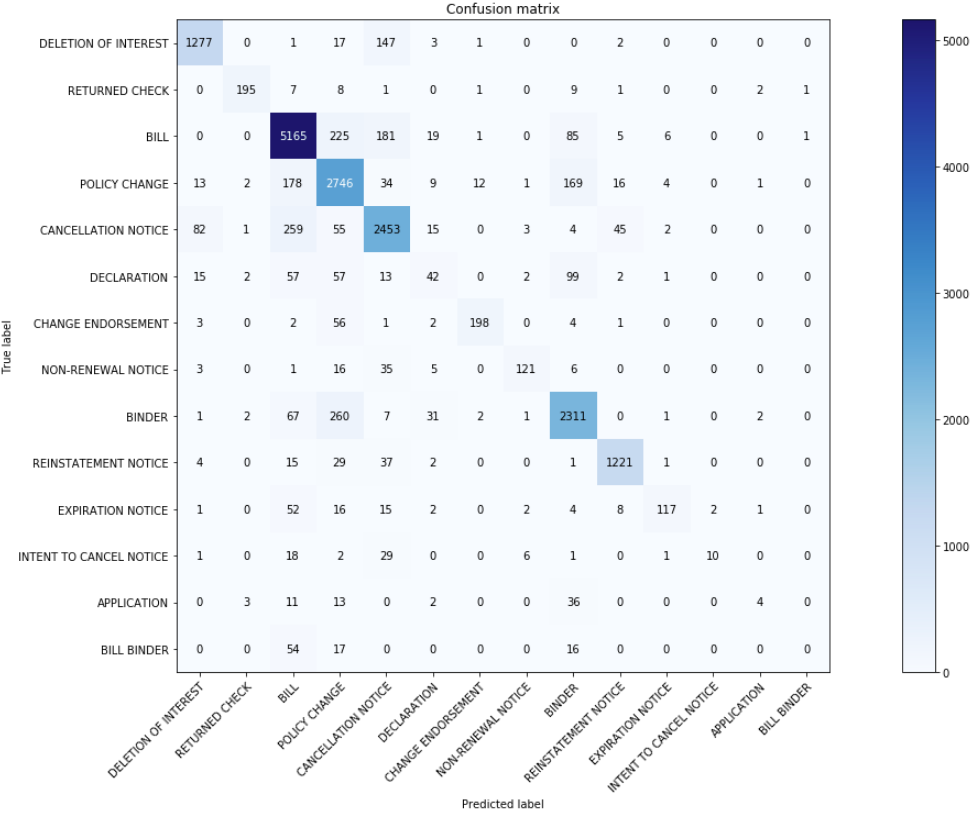 Confusion matrix
DELETION OF INTEREST 1277 0 1 17 147 3 1 0 0 2 0 0 0 0
RETURNED CHECK 0 195 7 8 1 0 1 0 9 1 0 0 2 1
BILL 0 0 5165 225 181 19 1 0 85 5 6 0 0 1
POLICY CHANGE 13 2 178 2746 34 9 12 1 169 16 4 0 1 0
CANCELLATION NOTICE 82 1 259 55 2453 15 0 3 4 45 2 0 0 0
DECLARATION 15 2 57 57 13 42 0 2 99 2 1 0 0 0
CHANGE ENDORSEMENT 3 0 2 56 1 2 198 0 4 1 0 0 0 0
NON-RENEWAL NOTICE 3 0 1 16 35 5 0 121 6 0 0 0 0 0
BINDER 1 2 67 260 7 31 2 1 2311 0 1 0 2 0
REINSTATEMENT NOTICE 4 0 15 29 37 2 0 0 1 1221 1 0 0 0
EXPIRATION NOTICE 1 0 52 16 15 2 0 2 4 8 117 2 1 0
INTENT TO CANCEL NOTICE 1 0 18 2 29 0 0 6 1 0 1 10 0 0
APPLICATION 0 3 11 13 0 2 0 0 36 0 0 0 4 0
BILL BINDER 0 0 54 17 0 0 0 0 16 0 0 0 0 0
True label
DELETION OF INTEREST
RETURNED CHECK
BILL
POLICY CHANGE
CANCELLATION NOTICE
DECLARATION
CHANGE ENDORSEMENT
NON-RENEWAL NOTICE
BINDER
REINSTATEMENT NOTICE
EXPIRATION NOTICE
INTENT TO CANCEL NOTICE
APPLICATION
BILL BINDER
Predicted label
5000
4000
3000
2000
1000
0